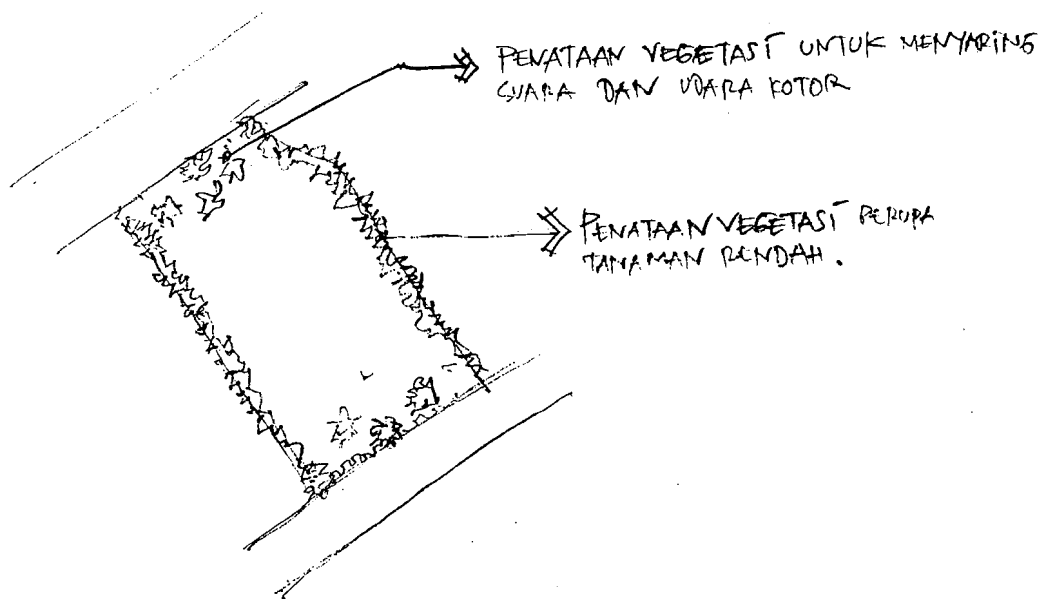 PENATAAN VEGETASI UNTUK MENYARING
SUARA DAN UDARA KOTOR
PENATAAN VEGETASI BERUPA
TANAMAN RENDAH.